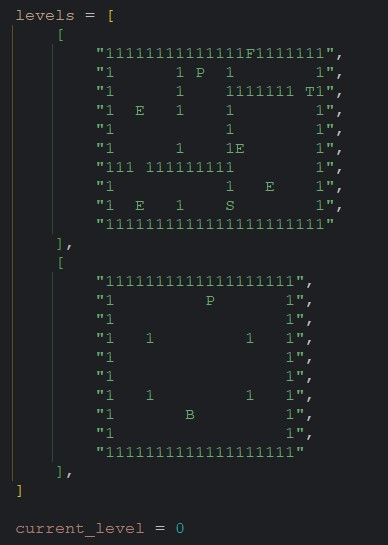 levels = [
    [
        "11111111111111F1111111",
        "1      1 P  1        1",
        "1      1    1111111 T1",
        "1  E   1    1        1",
        "1           1        1",
        "1      1    1E       1",
        "111 111111111        1",
        "1           1   E    1",
        "1  E   1    S        1",
        "1111111111111111111111"
    ],
    [
        "1111111111111111111",
        "1         P       1",
        "1                 1",
        "1   1         1   1",
        "1                 1",
        "1                 1",
        "1   1         1   1",
        "1       B         1",
        "1                 1",
        "1111111111111111111"
    ],
]
current_level = 0